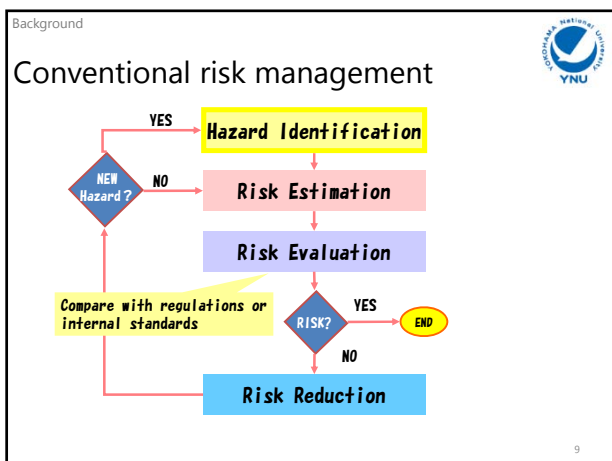 Background
YOKOHAMA National University
YNU
Conventional risk management
YES
Hazard Identification
NEW
Hazard?
NO
Risk Estimation
Risk Evaluation
Compare with regulations or
internal standards
RISK?
YES
END
NO
Risk Reduction
9